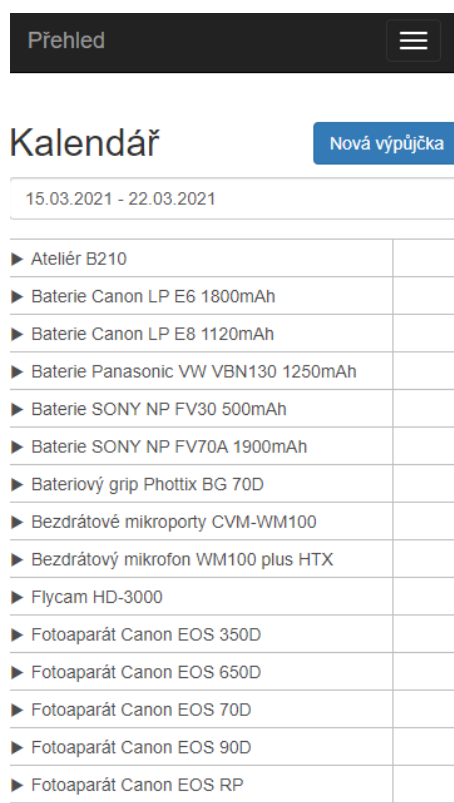 Přehled
Kalendář
Nová výpůjčka
15.03.2021 - 22.03.2021
▶ Ateliér B210
▶ Baterie Canon LP E6 1800mAh
▶ Baterie Canon LP E8 1120mAh
▶ Baterie Panasonic VW VBN130 1250mAh
▶ Baterie SONY NP FV30 500mAh
▶ Baterie SONY NP FV70A 1900mAh
▶ Bateriový grip Phottix BG 70D
▶ Bezdrátové mikroporty CVM-WM100
▶ Bezdrátový mikrofon WM100 plus HTX
▶ Flycam HD-3000
▶ Fotoaparát Canon EOS 350D
▶ Fotoaparát Canon EOS 650D
▶ Fotoaparát Canon EOS 70D
▶ Fotoaparát Canon EOS 90D
▶ Fotoaparát Canon EOS RP